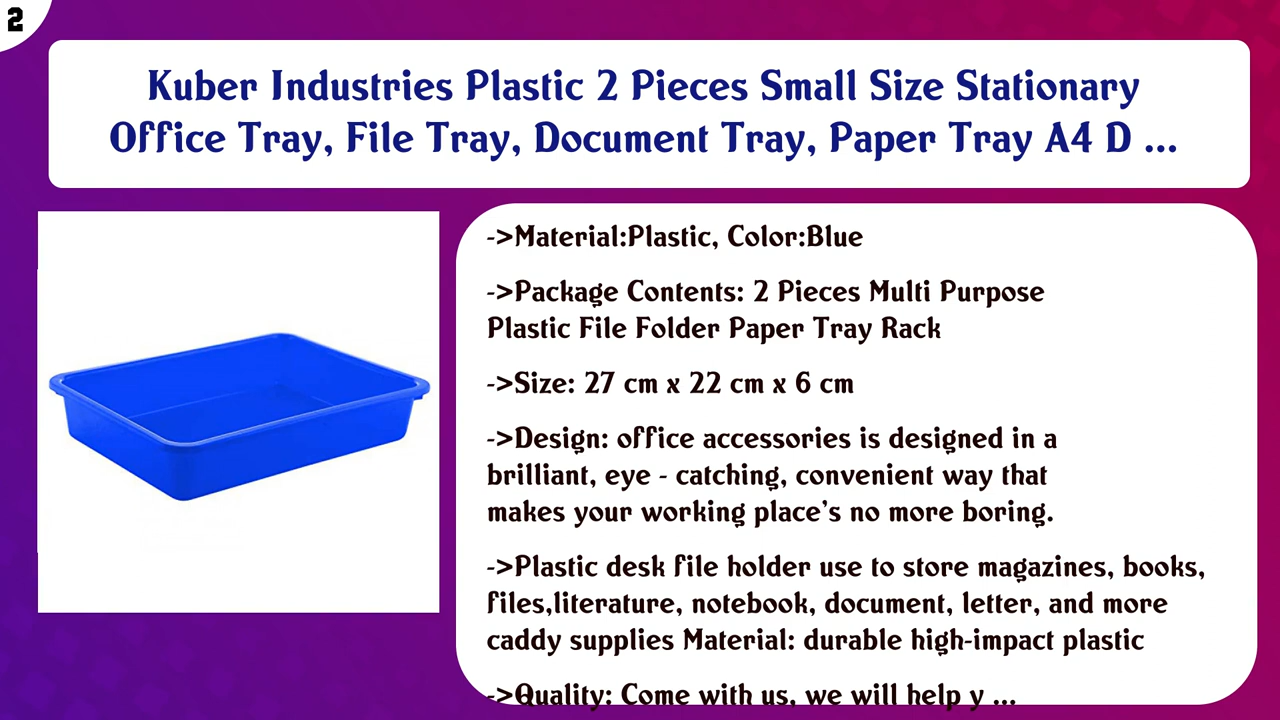 2
Kuber Industries Plastic 2 Pieces Small Size Stationary
Office Tray, File Tray, Document Tray, Paper Tray A4 D ...
->Material:Plastic, Color:Blue
->Package Contents: 2 Pieces Multi Purpose
Plastic File Folder Paper Tray Rack
->Size: 27 cm x 22 cm x 6 cm
->Design: office accessories is designed in a
brilliant, eye - catching, convenient way that
makes your working place's no more boring.
->Plastic desk file holder use to store magazines, books,
files,literature, notebook, document, letter, and more
caddy supplies Material: durable high-impact plastic
->Quality: Come with us, we will help y ...